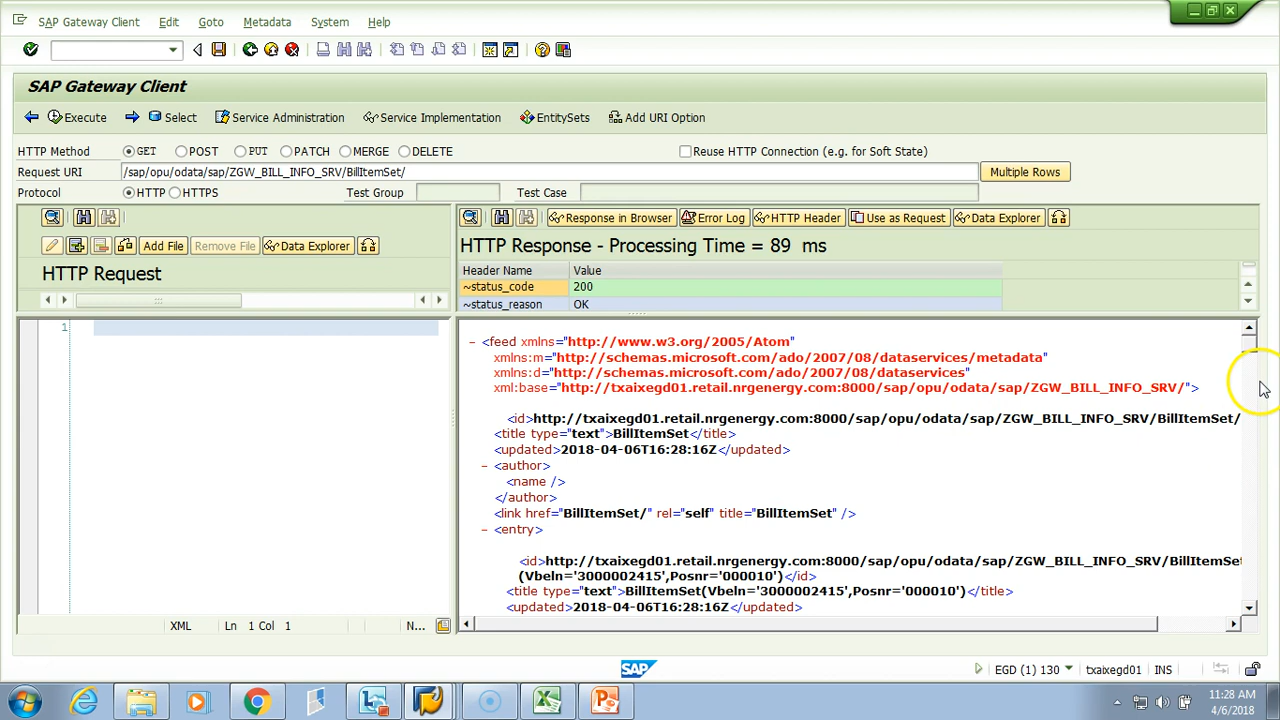 SAP Gateway Client Edit Goto Metadata System Help
SAP Gateway Client
Execute Select Service Administration Service Implementation EntitySets Add URI Option
HTTP Method GET POST PUT PATCH MERGE DELETE Reuse HTTP Connection (e.g. for Soft State)
Request URI /sap/opu/odata/sap/ZGW_BILL_INFO_SRV/BillItemSet/ Multiple Rows
Protocol HTTP HTTPS Test Group Test Case
Response in Browser Error Log HTTP Header Use as Request Data Explorer
Add File Remove File Data Explorer
HTTP Request
HTTP Response - Processing Time = 89 ms
Header Name Value
~status_code 200
~status_reason OK
1
- <feed xmlns="http://www.w3.org/2005/Atom"
xmlns:m="http://schemas.microsoft.com/ado/2007/08/dataservices/metadata"
xmlns:d="http://schemas.microsoft.com/ado/2007/08/dataservices"
xml:base="http://txaixegd01.retail.nrgenergy.com:8000/sap/opu/odata/sap/ZGW_BILL_INFO_SRV/">
<id>http://txaixegd01.retail.nrgenergy.com:8000/sap/opu/odata/sap/ZGW_BILL_INFO_SRV/BillItemSet/
<title type="text">BillItemSet</title>
<updated>2018-04-06T16:28:16Z</updated>
- <author>
<name />
</author>
<link href="BillItemSet/" rel="self" title="BillItemSet" />
- <entry>
<id>http://txaixegd01.retail.nrgenergy.com:8000/sap/opu/odata/sap/ZGW_BILL_INFO_SRV/BillItemSet
(Vbeln='3000002415',Posnr='000010')</id>
<title type="text">BillItemSet(Vbeln='3000002415',Posnr='000010')</title>
<updated>2018-04-06T16:28:16Z</updated>
XML Ln 1 Col 1 N...
SAP
EGD (1) 130 txaixegd01 INS
11:28 AM
4/6/2018